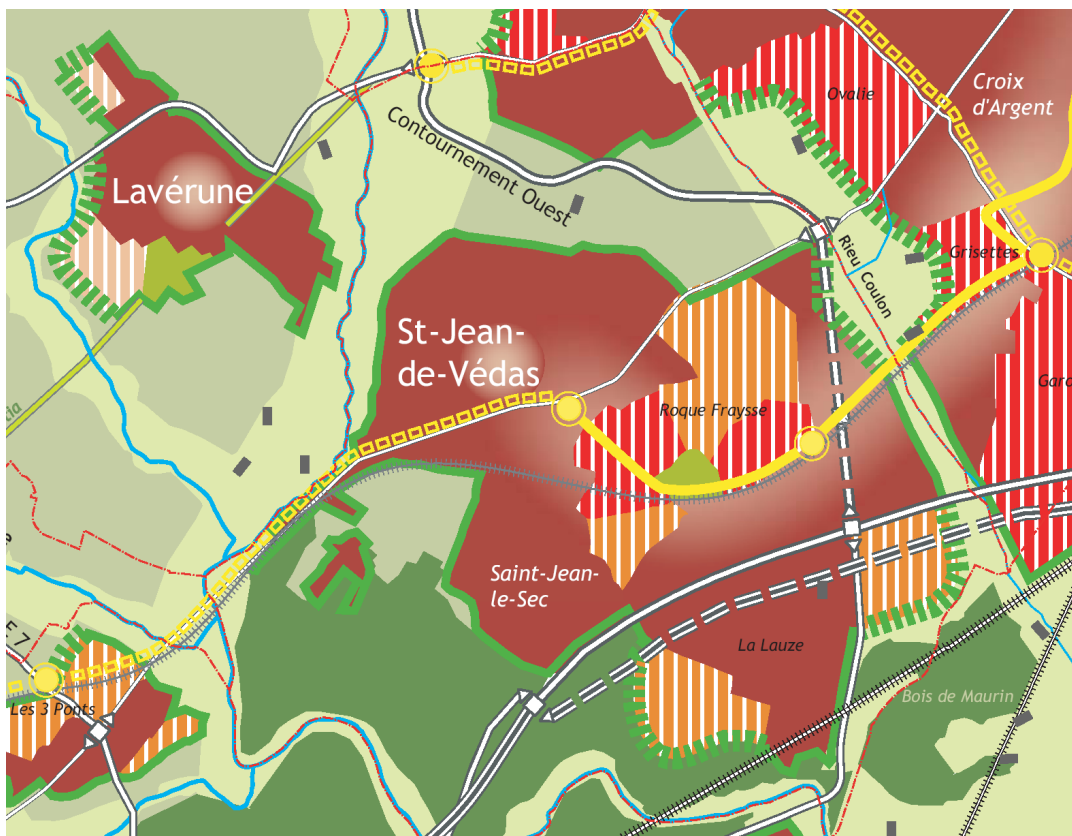 Ovalie
Croix
d'Argent
Contournement Ouest
Lavérune
Rieu Coulon
Grisettes
St-Jean-
de-Védas
Roque Fraysse
Saint-Jean-
le-Sec
La Lauze
Bois de Maurin
E 7
Les 3 Ponts